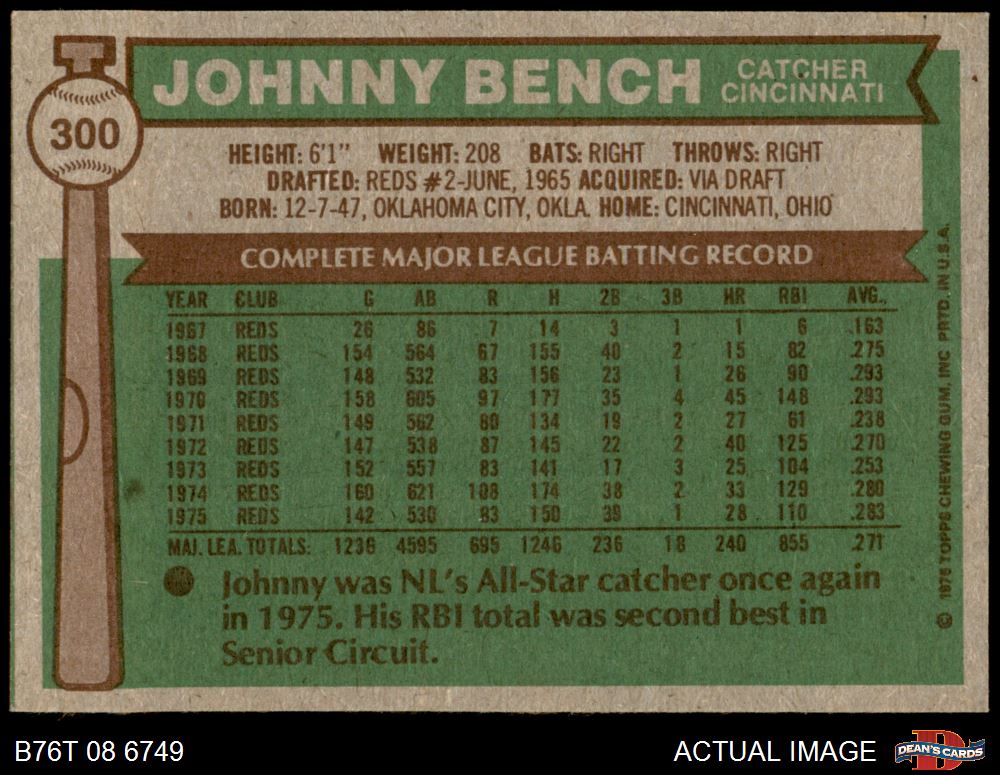 JOHNNY BENCH
CATCHER
CINCINNATI
300
HEIGHT: 6'1" WEIGHT: 208 BATS: RIGHT THROWS: RIGHT
DRAFTED: REDS #2-JUNE, 1965 ACQUIRED: VIA DRAFT
BORN: 12-7-47, OKLAHOMA CITY, OKLA. HOME: CINCINNATI, OHIO
COMPLETE MAJOR LEAGUE BATTING RECORD
YEAR CLUB G AB R H 2B 3B HR RBI AVG.
1967 REDS 26 86 7 14 3 1 1 6 .163
1968 REDS 154 564 67 155 40 2 15 82 .275
1969 REDS 148 532 83 156 23 1 26 90 .293
1970 REDS 158 605 97 177 35 4 45 148 .293
1971 REDS 149 562 80 134 19 2 27 61 .238
1972 REDS 147 538 87 145 22 2 40 125 .270
1973 REDS 152 557 83 141 17 3 25 104 .253
1974 REDS 160 621 108 174 38 2 33 129 .280
1975 REDS 142 530 83 150 39 1 28 110 .283
MAJ. LEA. TOTALS: 1236 4595 695 1246 236 18 240 855 .271
Johnny was NL's All-Star catcher once again
in 1975. His RBI total was second best in
Senior Circuit.
© 1976 TOPPS CHEWING GUM, INC PRTD. IN U.S.A.
B76T 08 6749
ACTUAL IMAGE
D
DEAN'S CARDS